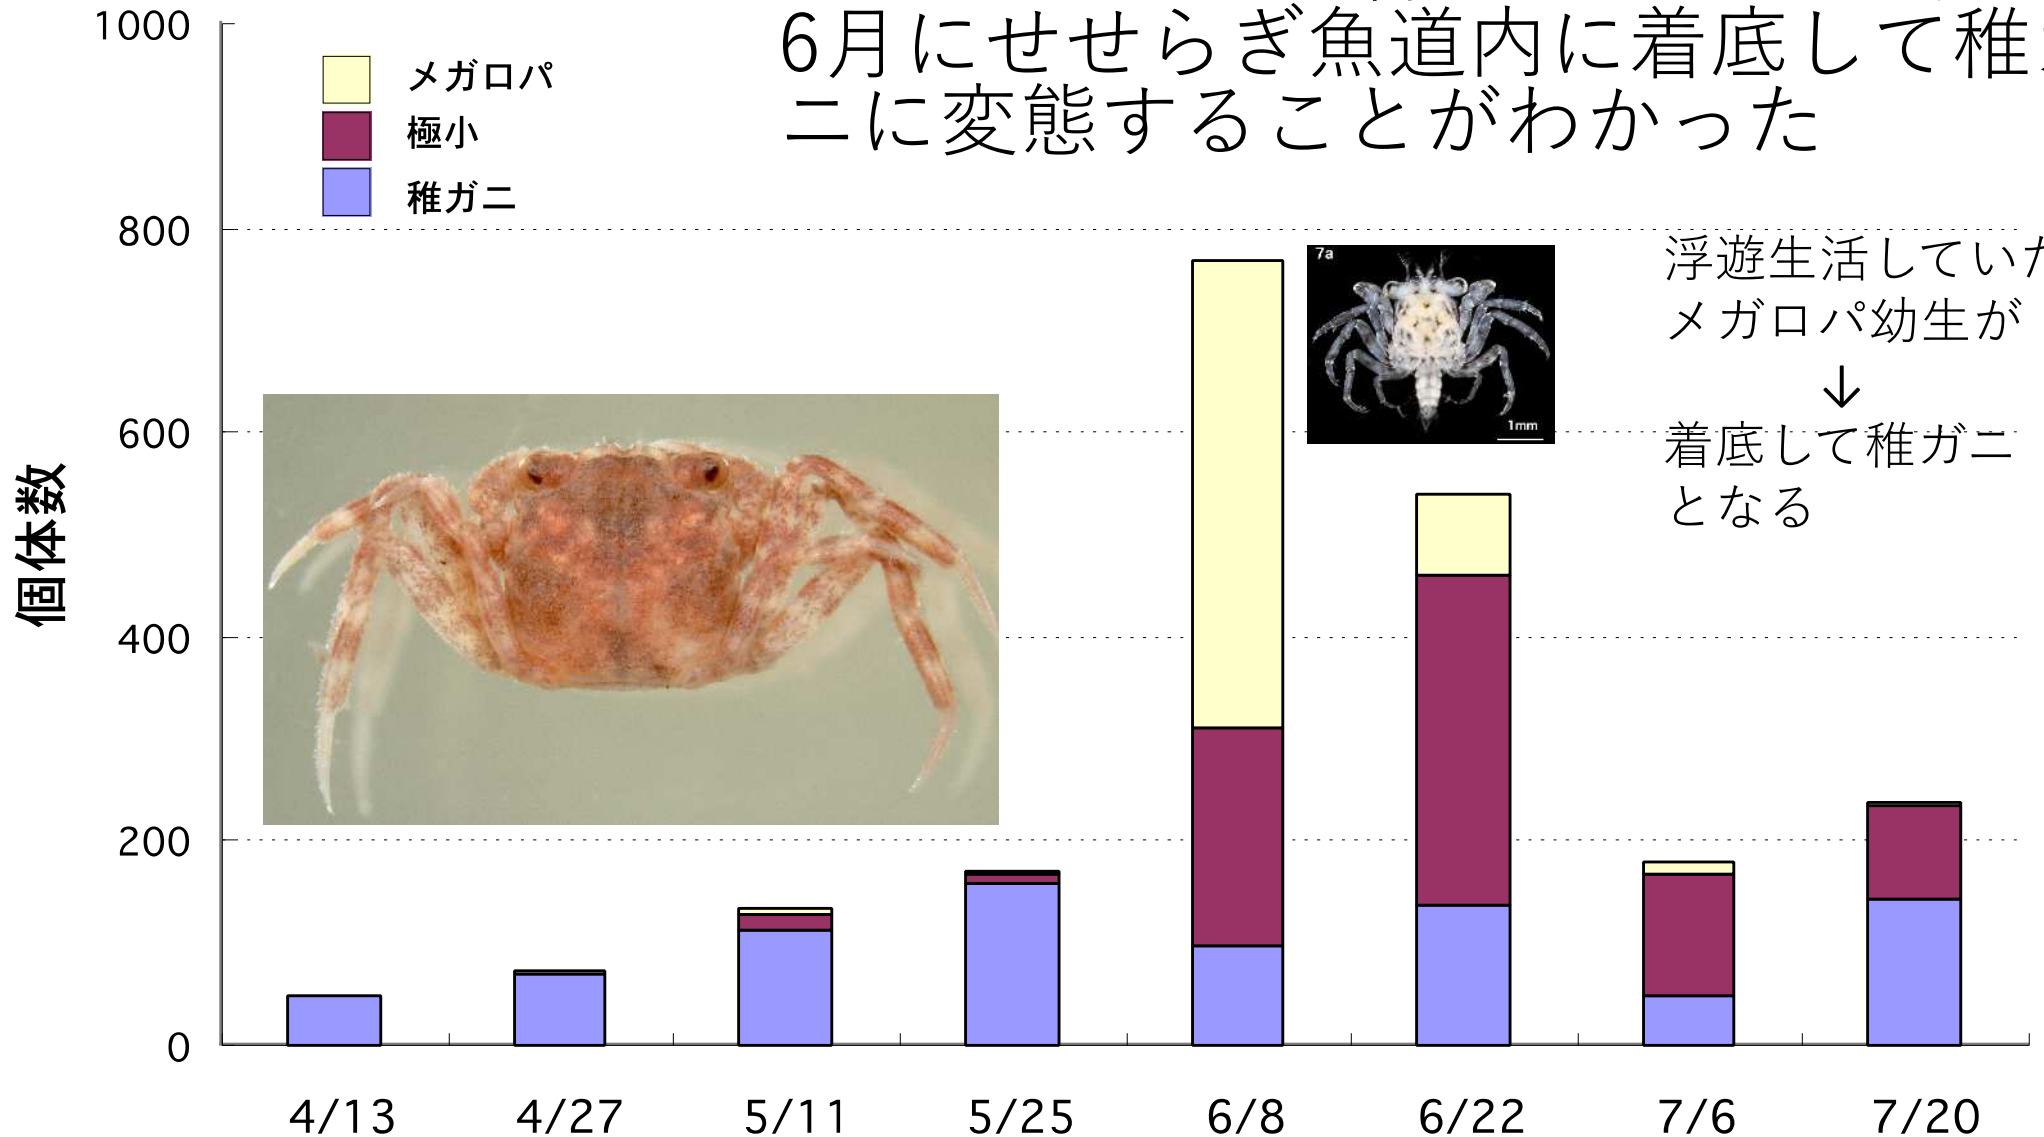 6月にせせらぎ魚道内に着底して稚
ニに変態することがわかった
メガロパ
極小
稚ガニ
浮遊生活していた
メガロパ幼生が
↓
着底して稚ガニ
となる
7a
1mm
個体数
1000
800
600
400
200
0
4/13 4/27 5/11 5/25 6/8 6/22 7/6 7/20